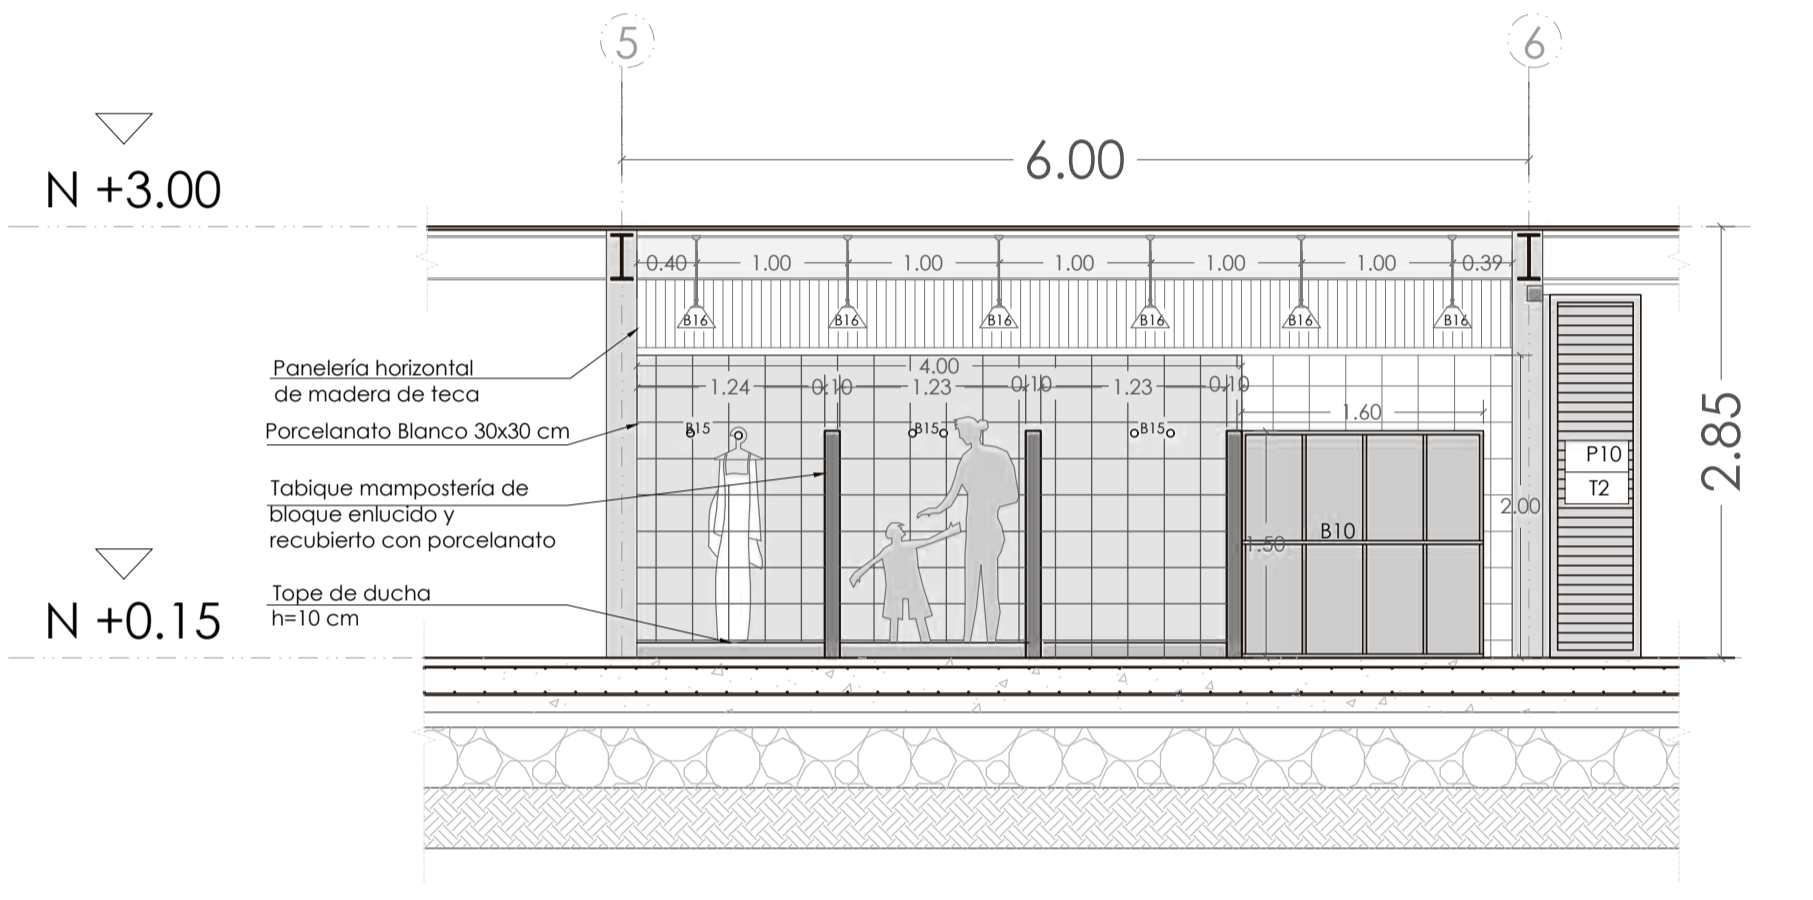 5
6
6.00
N +3.00
0.40
1.00
1.00
1.00
1.00
1.00
0.39
B16
B16
B16
B16
B16
B16
Panelería horizontal
de madera de teca
4.00
1.24
0.10
1.23
0.10
1.23
0.10
1.60
Porcelanato Blanco 30x30 cm
B15
B15
B15
2.85
P10
T2
Tabique mampostería de
bloque enlucido y
recubierto con porcelanato
2.00
B10
1.50
N +0.15
Tope de ducha
h=10 cm